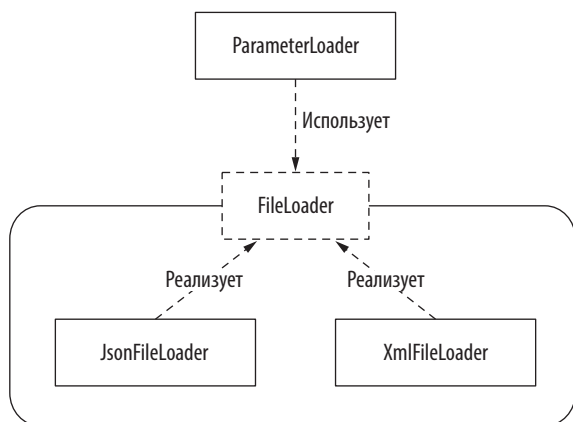 ParameterLoader
Использует
FileLoader
Реализует
Реализует
JsonFileLoader
XmlFileLoader